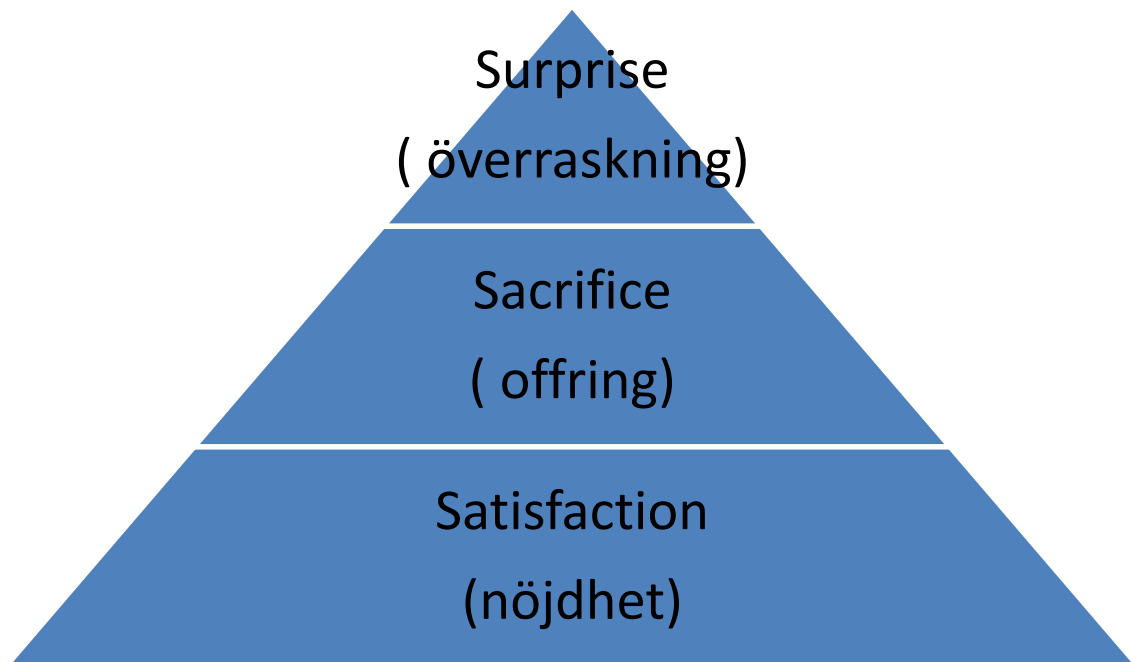 Surprise
( överraskning)
Sacrifice
( offring)
Satisfaction
(nöjdhet)